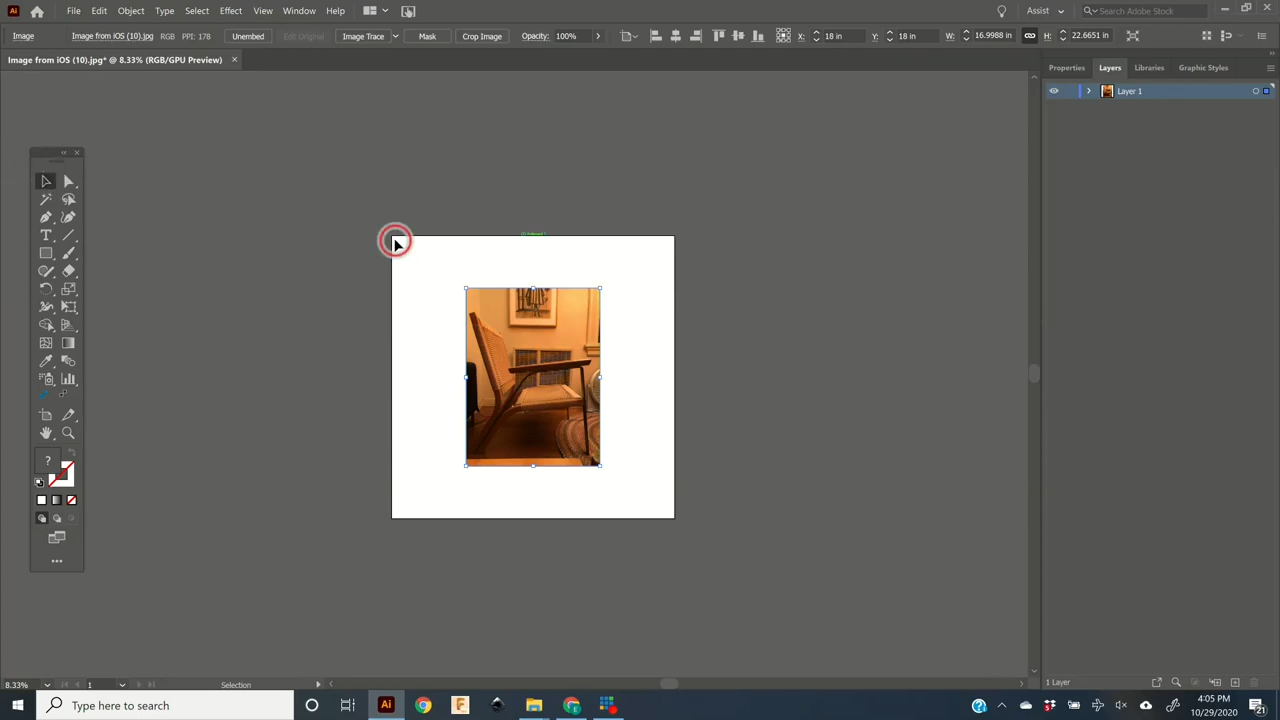 Ai File Edit Object Type Select Effect View Window Help Assist Search Adobe Stock
Image Image from iOS (10).jpg RGB PPI: 178 Unembed Edit Original Image Trace Mask Crop Image Opacity: 100% X: 18 in Y: 18 in W: 16.9988 in H: 22.6651 in
Image from iOS (10).jpg* @ 8.33% (RGB/GPU Preview)
Properties Layers Libraries Graphic Styles
Layer 1
?
8.33% 1 Selection 1 Layer
Type here to search Ai 4:05 PM
10/29/2020 21